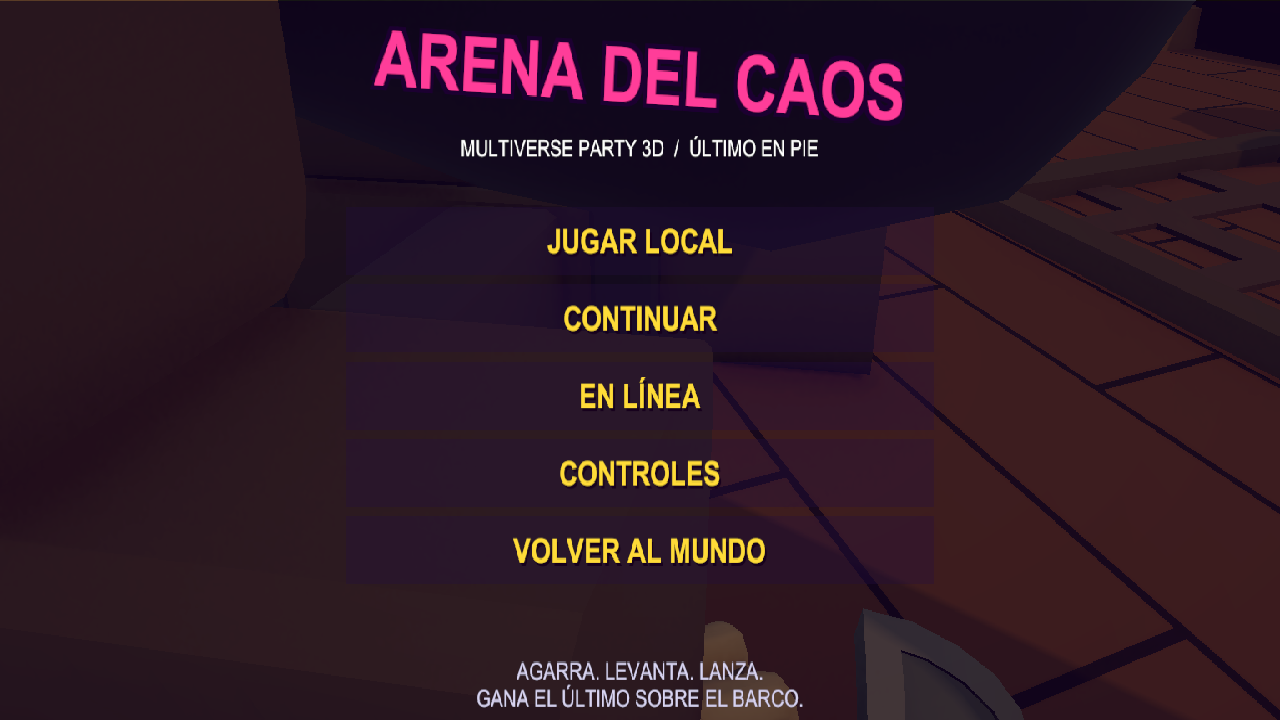 ARENA DEL CAOS
MULTIVERSE PARTY 3D / ÚLTIMO EN PIE
JUGAR LOCAL
CONTINUAR
EN LÍNEA
CONTROLES
VOLVER AL MUNDO
AGARRA. LEVANTA. LANZA.
GANA EL ÚLTIMO SOBRE EL BARCO.